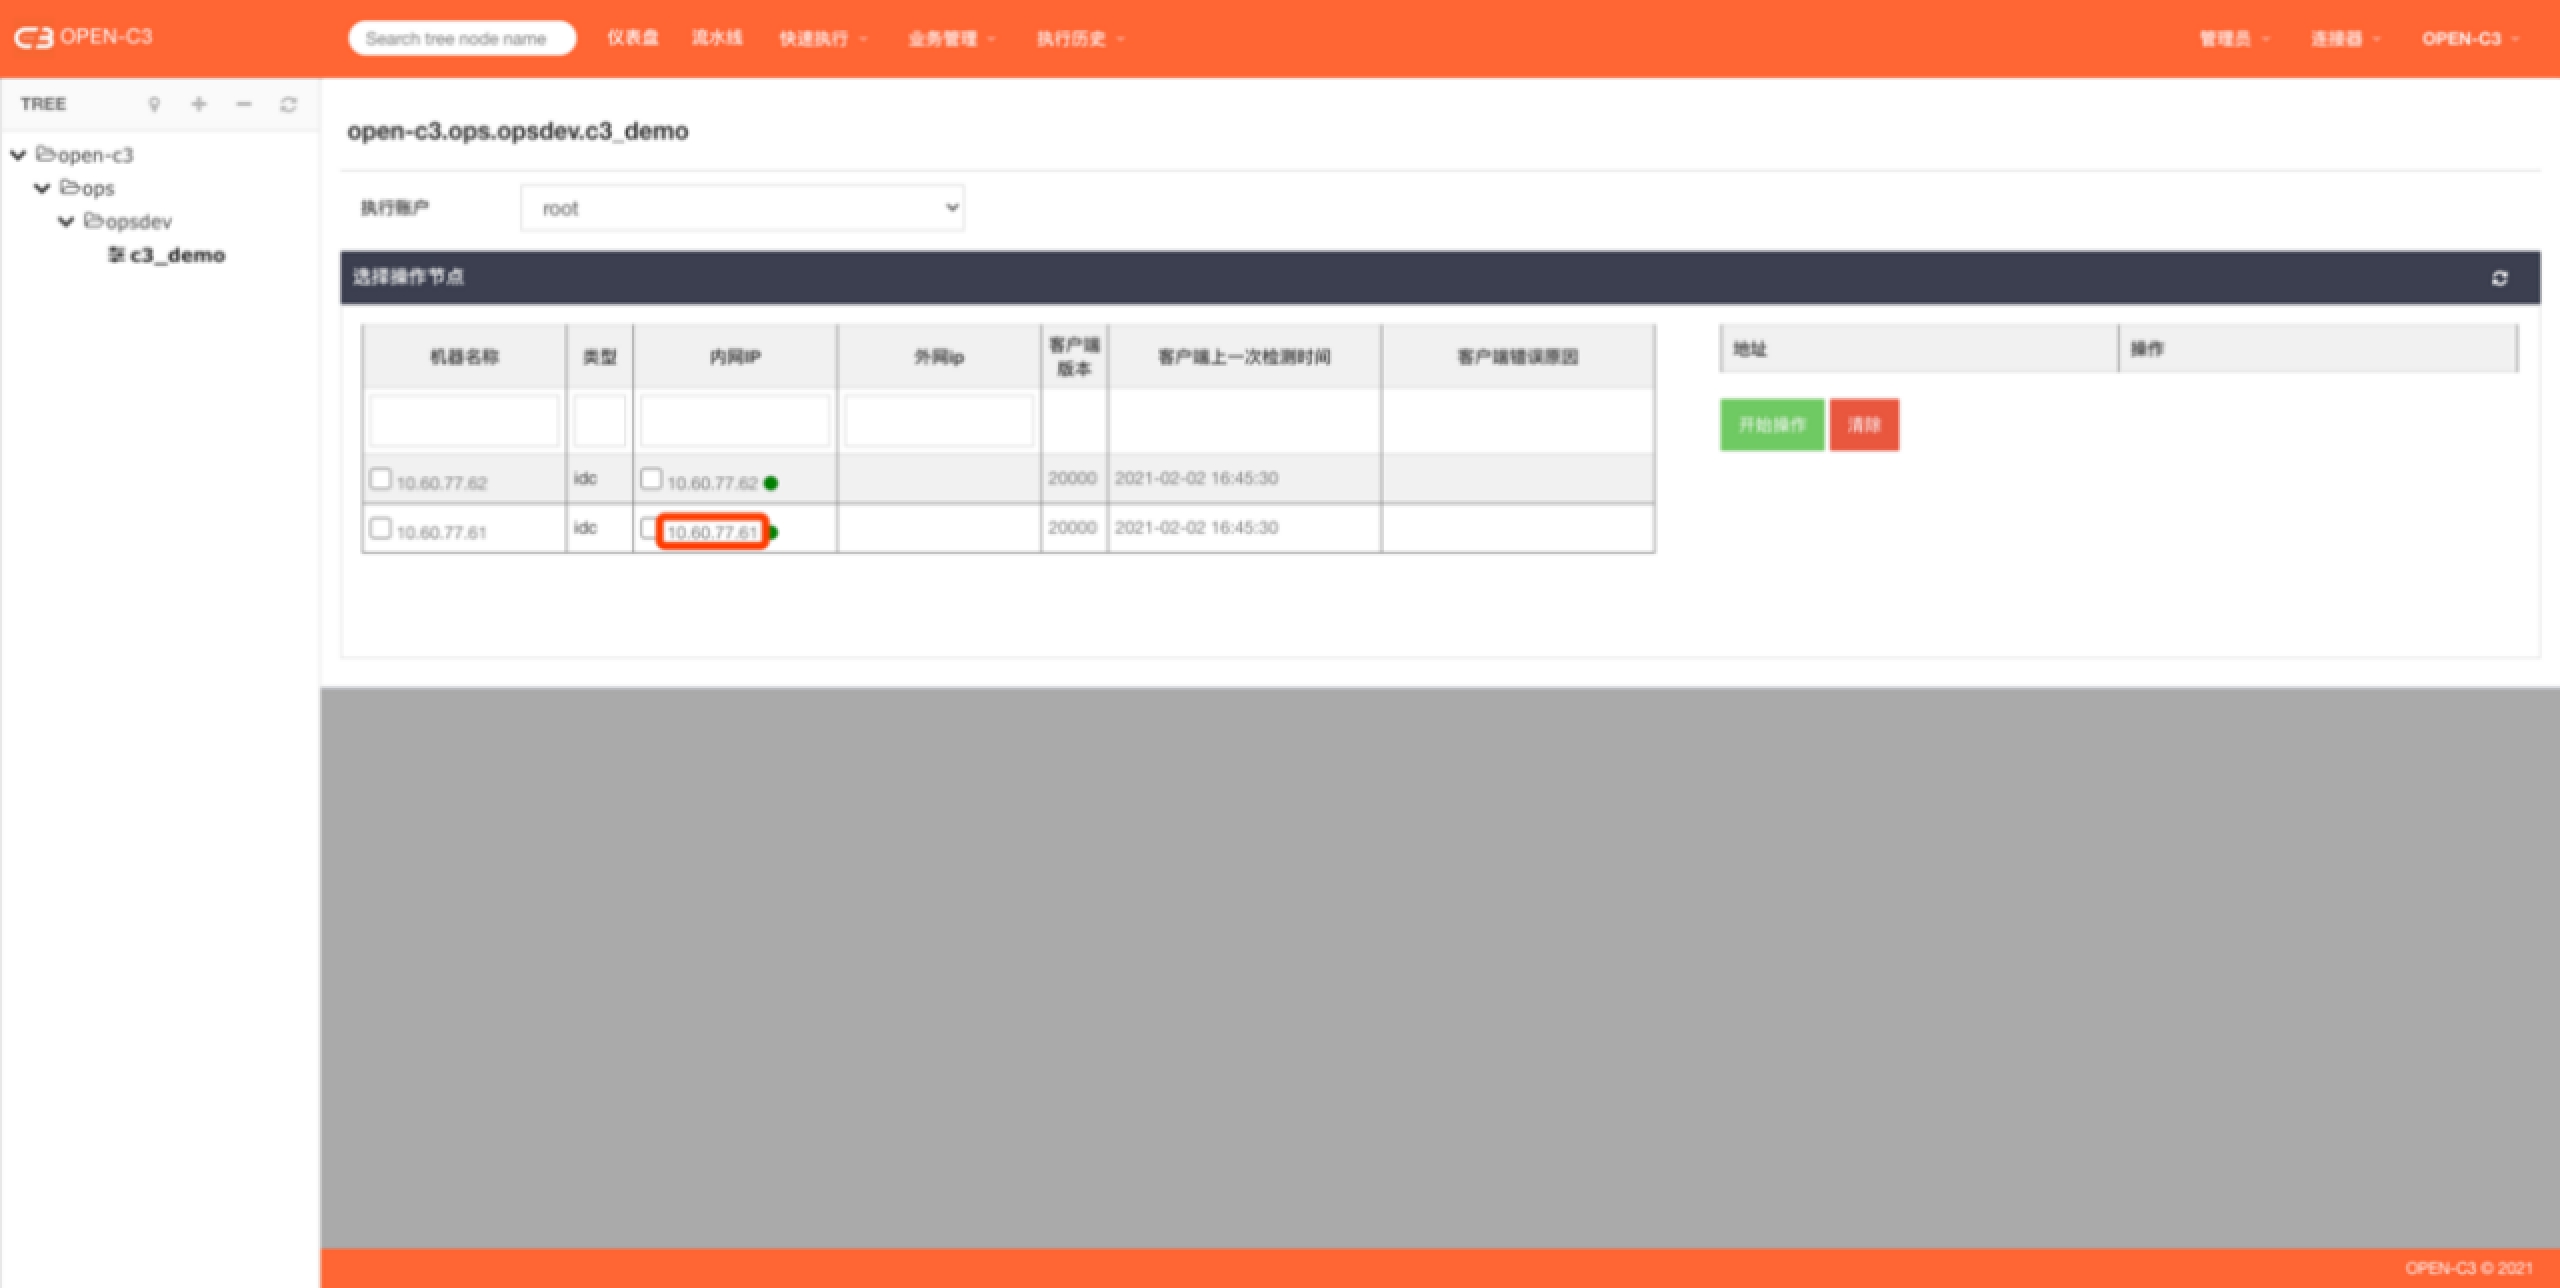 OPEN-C3
Search tree node name 仪表盘 流水线 快速执行 业务管理 执行历史 管理员 连接器 OPEN-C3
TREE
open-c3
ops
opsdev
c3_demo
open-c3.ops.opsdev.c3_demo
执行账户 root
选择操作节点
机器名称 类型 内网IP 外网ip 客户端版本 客户端上一次检测时间 客户端错误原因
10.60.77.62 idc 10.60.77.62 20000 2021-02-02 16:45:30
10.60.77.61 idc 10.60.77.61 20000 2021-02-02 16:45:30
地址 操作
开始操作 清除
OPEN-C3 © 2021